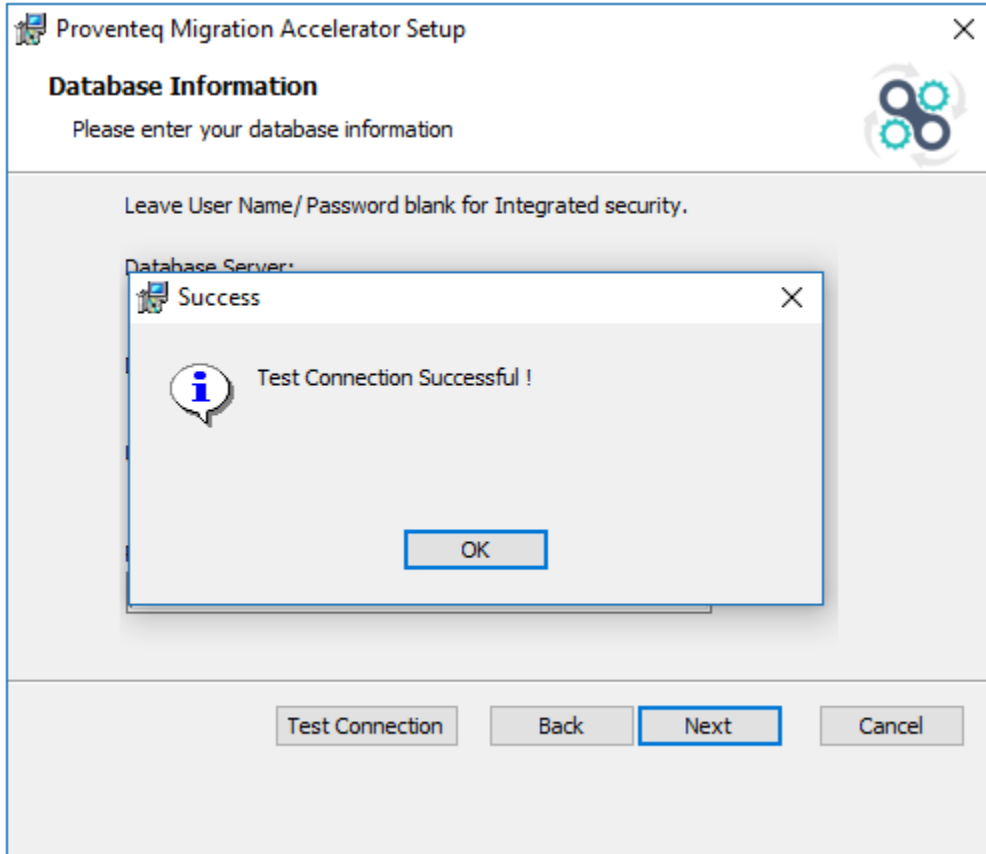 Proventeq Migration Accelerator Setup
Database Information
Please enter your database information
Leave User Name/ Password blank for Integrated security.
Database Server:
Success
Test Connection Successful !
OK
Test Connection
Back
Next
Cancel